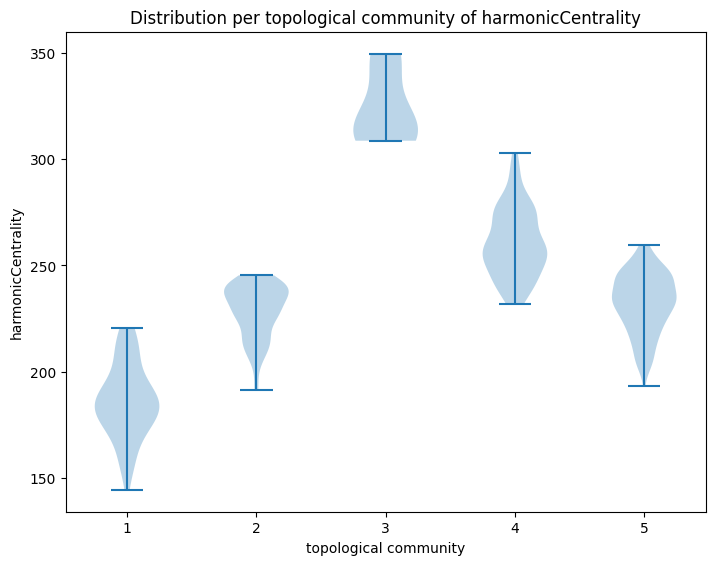 Distribution per topological community of harmonicCentrality
harmonicCentrality
350
300
250
200
150
1 2 3 4 5
topological community